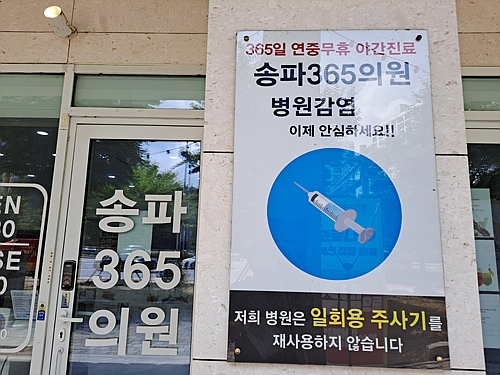 365일 연중무휴 야간진료
송파365의원
병원감염
이제 안심하세요!!
저희 병원은 일회용 주사기를
재사용하지 않습니다
송파
365
의원
EN
SE